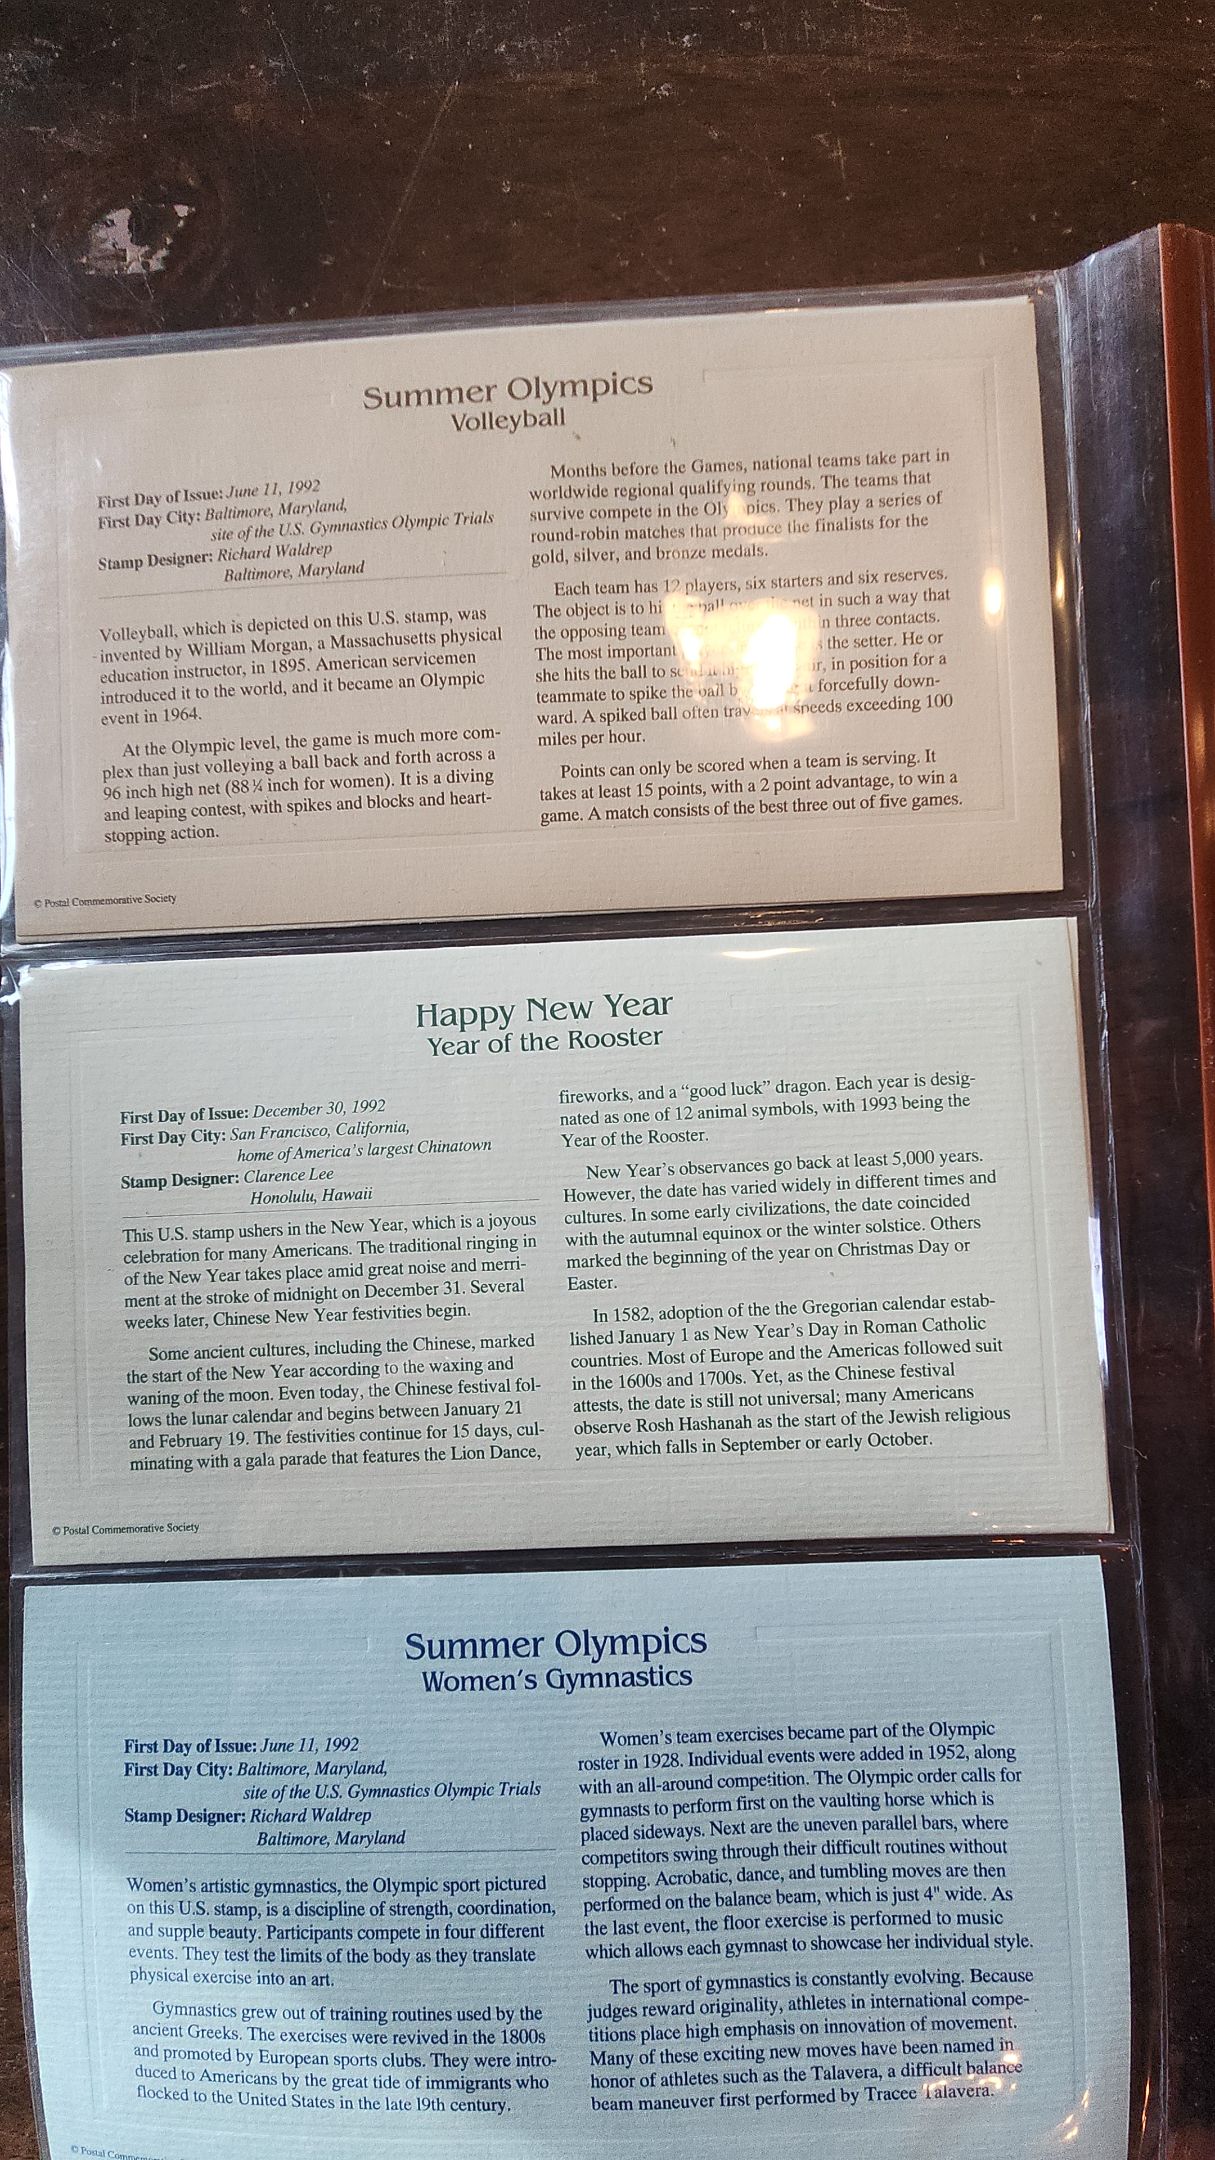 Summer Olympics
Volleyball
First Day of Issue: June 11, 1992
First Day City: Baltimore, Maryland,
site of the U.S. Gymnastics Olympic Trials
Stamp Designer: Richard Waldrep
Baltimore, Maryland
Volleyball, which is depicted on this U.S. stamp, was
invented by William Morgan, a Massachusetts physical
education instructor, in 1895. American servicemen
introduced it to the world, and it became an Olympic
event in 1964.
At the Olympic level, the game is much more com-
plex than just volleying a ball back and forth across a
96 inch high net (88 ¼ inch for women). It is a diving
and leaping contest, with spikes and blocks and heart-
stopping action.
Months before the Games, national teams take part in
worldwide regional qualifying rounds. The teams that
survive compete in the Olympics. They play a series of
round-robin matches that produce the finalists for the
gold, silver, and bronze medals.
Each team has 12 players, six starters and six reserves.
The object is to ball net in such a way that
the opposing team in three contacts.
The most important the setter. He or
she hits the ball to in position for a
teammate to spike the ball forcefully down-
ward. A spiked ball often speeds exceeding 100
miles per hour.
Points can only be scored when a team is serving. It
takes at least 15 points, with a 2 point advantage, to win a
game. A match consists of the best three out of five games.
© Postal Commemorative Society
Happy New Year
Year of the Rooster
First Day of Issue: December 30, 1992
First Day City: San Francisco, California,
home of America's largest Chinatown
Stamp Designer: Clarence Lee
Honolulu, Hawaii
This U.S. stamp ushers in the New Year, which is a joyous
celebration for many Americans. The traditional ringing in
of the New Year takes place amid great noise and merri-
ment at the stroke of midnight on December 31. Several
weeks later, Chinese New Year festivities begin.
Some ancient cultures, including the Chinese, marked
the start of the New Year according to the waxing and
waning of the moon. Even today, the Chinese festival fol-
lows the lunar calendar and begins between January 21
and February 19. The festivities continue for 15 days, cul-
minating with a gala parade that features the Lion Dance,
fireworks, and a “good luck” dragon. Each year is desig-
nated as one of 12 animal symbols, with 1993 being the
Year of the Rooster.
New Year's observances go back at least 5,000 years.
However, the date has varied widely in different times and
cultures. In some early civilizations, the date coincided
with the autumnal equinox or the winter solstice. Others
marked the beginning of the year on Christmas Day or
Easter.
In 1582, adoption of the the Gregorian calendar estab-
lished January 1 as New Year's Day in Roman Catholic
countries. Most of Europe and the Americas followed suit
in the 1600s and 1700s. Yet, as the Chinese festival
attests, the date is still not universal; many Americans
observe Rosh Hashanah as the start of the Jewish religious
year, which falls in September or early October.
© Postal Commemorative Society
Summer Olympics
Women's Gymnastics
First Day of Issue: June 11, 1992
First Day City: Baltimore, Maryland,
site of the U.S. Gymnastics Olympic Trials
Stamp Designer: Richard Waldrep
Baltimore, Maryland
Women's artistic gymnastics, the Olympic sport pictured
on this U.S. stamp, is a discipline of strength, coordination,
and supple beauty. Participants compete in four different
events. They test the limits of the body as they translate
physical exercise into an art.
Gymnastics grew out of training routines used by the
ancient Greeks. The exercises were revived in the 1800s
and promoted by European sports clubs. They were intro-
duced to Americans by the great tide of immigrants who
flocked to the United States in the late 19th century.
Women's team exercises became part of the Olympic
roster in 1928. Individual events were added in 1952, along
with an all-around competition. The Olympic order calls for
gymnasts to perform first on the vaulting horse which is
placed sideways. Next are the uneven parallel bars, where
competitors swing through their difficult routines without
stopping. Acrobatic, dance, and tumbling moves are then
performed on the balance beam, which is just 4" wide. As
the last event, the floor exercise is performed to music
which allows each gymnast to showcase her individual style.
The sport of gymnastics is constantly evolving. Because
judges reward originality, athletes in international compe-
titions place high emphasis on innovation of movement.
Many of these exciting new moves have been named in
honor of athletes such as the Talavera, a difficult balance
beam maneuver first performed by Tracee Talavera.
© Postal